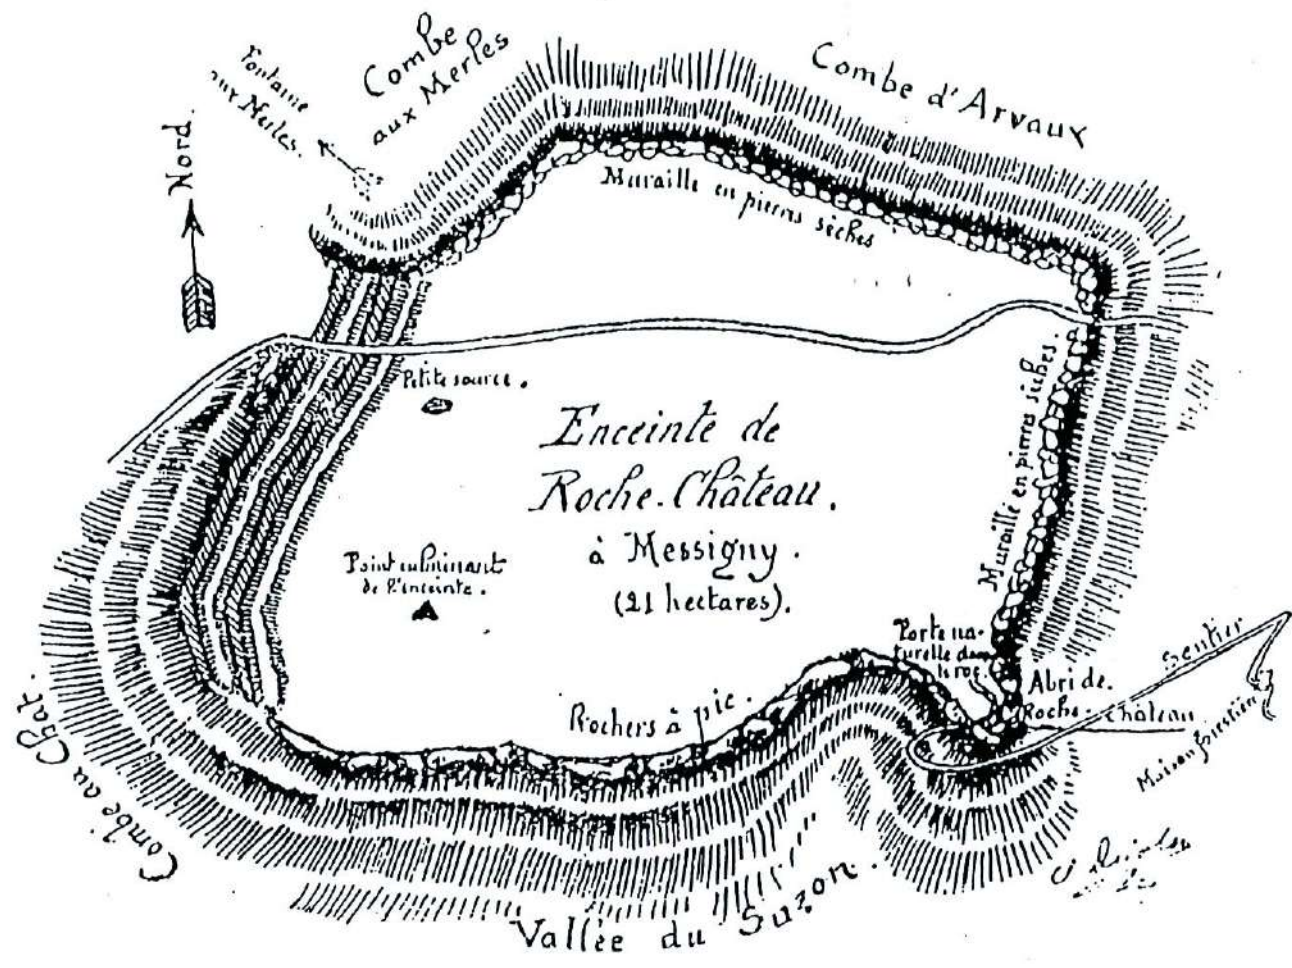 Combe
aux Merles
Fontaine
aux Merles.
Combe d'Arvaux
Nord.
Muraille en pierres sèches
Petite source.
Enceinte de
Roche-Château.
à Messigny.
(21 hectares).
Muraille en pierres sèches.
Point culminant
de l'enceinte.
Porte na-
turelle dans
le roc.
Sentier
Abri de
Roche-Château
Rochers à pic.
Maison
Combe au Chat.
Vallée du Suzon.